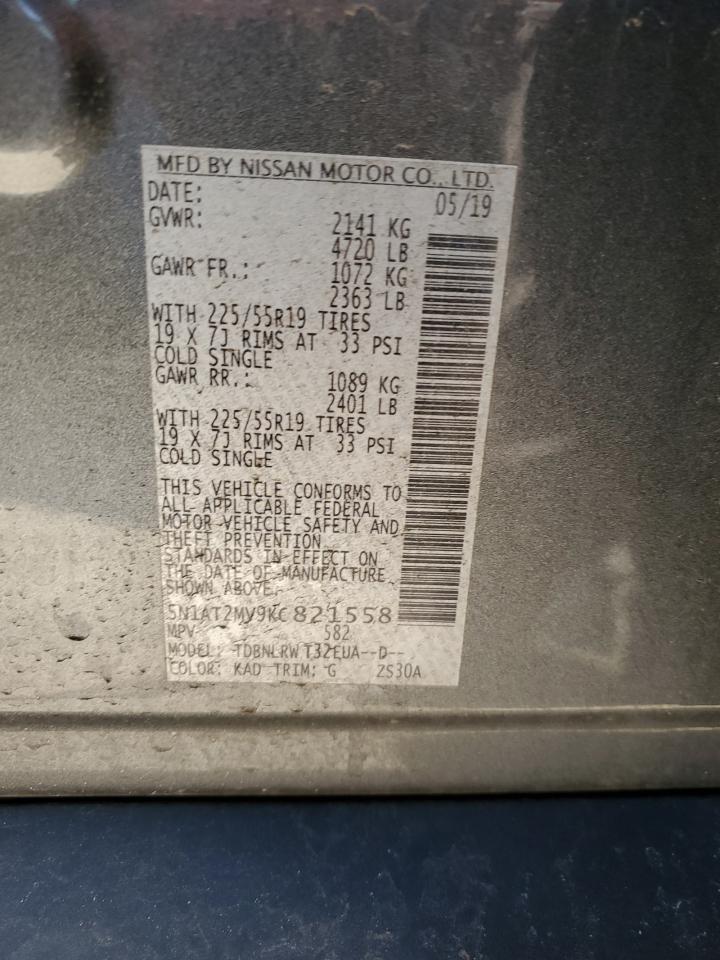 MFD BY NISSAN MOTOR CO., LTD.
DATE: 05/19
GVWR: 2141 KG
4720 LB
GAWR FR.: 1072 KG
2363 LB
WITH 225/55R19 TIRES
19 X 7J RIMS AT 33 PSI
COLD SINGLE
GAWR RR.: 1089 KG
2401 LB
WITH 225/55R19 TIRES
19 X 7J RIMS AT 33 PSI
COLD SINGLE
THIS VEHICLE CONFORMS TO
ALL APPLICABLE FEDERAL
MOTOR VEHICLE SAFETY AND
THEFT PREVENTION
STANDARDS IN EFFECT ON
THE DATE OF MANUFACTURE
SHOWN ABOVE.
5N1AT2MV9KC821558
MPV 582
MODEL: TDBNLRW T32EUA--D--
COLOR: KAD TRIM: G ZS30A